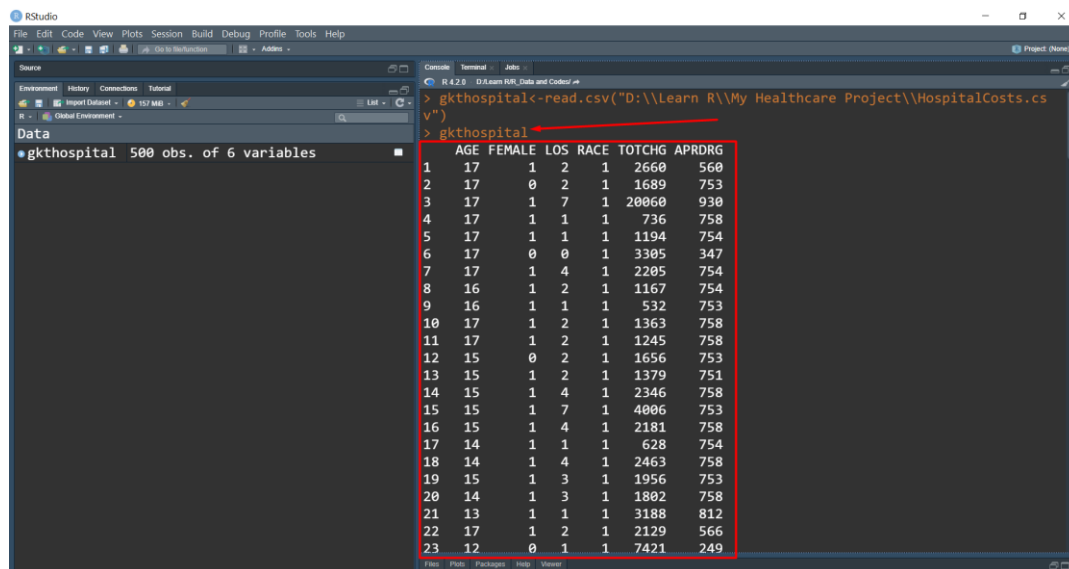 RStudio
File Edit Code View Plots Session Build Debug Profile Tools Help
Go to file/function Addins
Project: (None)
Source
Environment History Connections Tutorial
Import Dataset 157 MiB List
R Global Environment
Data
gkthospital 500 obs. of 6 variables
Console Terminal Jobs
R 4.2.0 D:/Learn R/R_Data and Codes/
> gkthospital<-read.csv("D:\\Learn R\\My Healthcare Project\\HospitalCosts.cs
v")
> gkthospital
AGE FEMALE LOS RACE TOTCHG APRDRG
1 17 1 2 1 2660 560
2 17 0 2 1 1689 753
3 17 1 7 1 20060 930
4 17 1 1 1 736 758
5 17 1 1 1 1194 754
6 17 0 0 1 3305 347
7 17 1 4 1 2205 754
8 16 1 2 1 1167 754
9 16 1 1 1 532 753
10 17 1 2 1 1363 758
11 17 1 2 1 1245 758
12 15 0 2 1 1656 753
13 15 1 2 1 1379 751
14 15 1 4 1 2346 758
15 15 1 7 1 4006 753
16 15 1 4 1 2181 758
17 14 1 1 1 628 754
18 14 1 4 1 2463 758
19 15 1 3 1 1956 753
20 14 1 3 1 1802 758
21 13 1 1 1 3188 812
22 17 1 2 1 2129 566
23 12 0 1 1 7421 249
Files Plots Packages Help Viewer